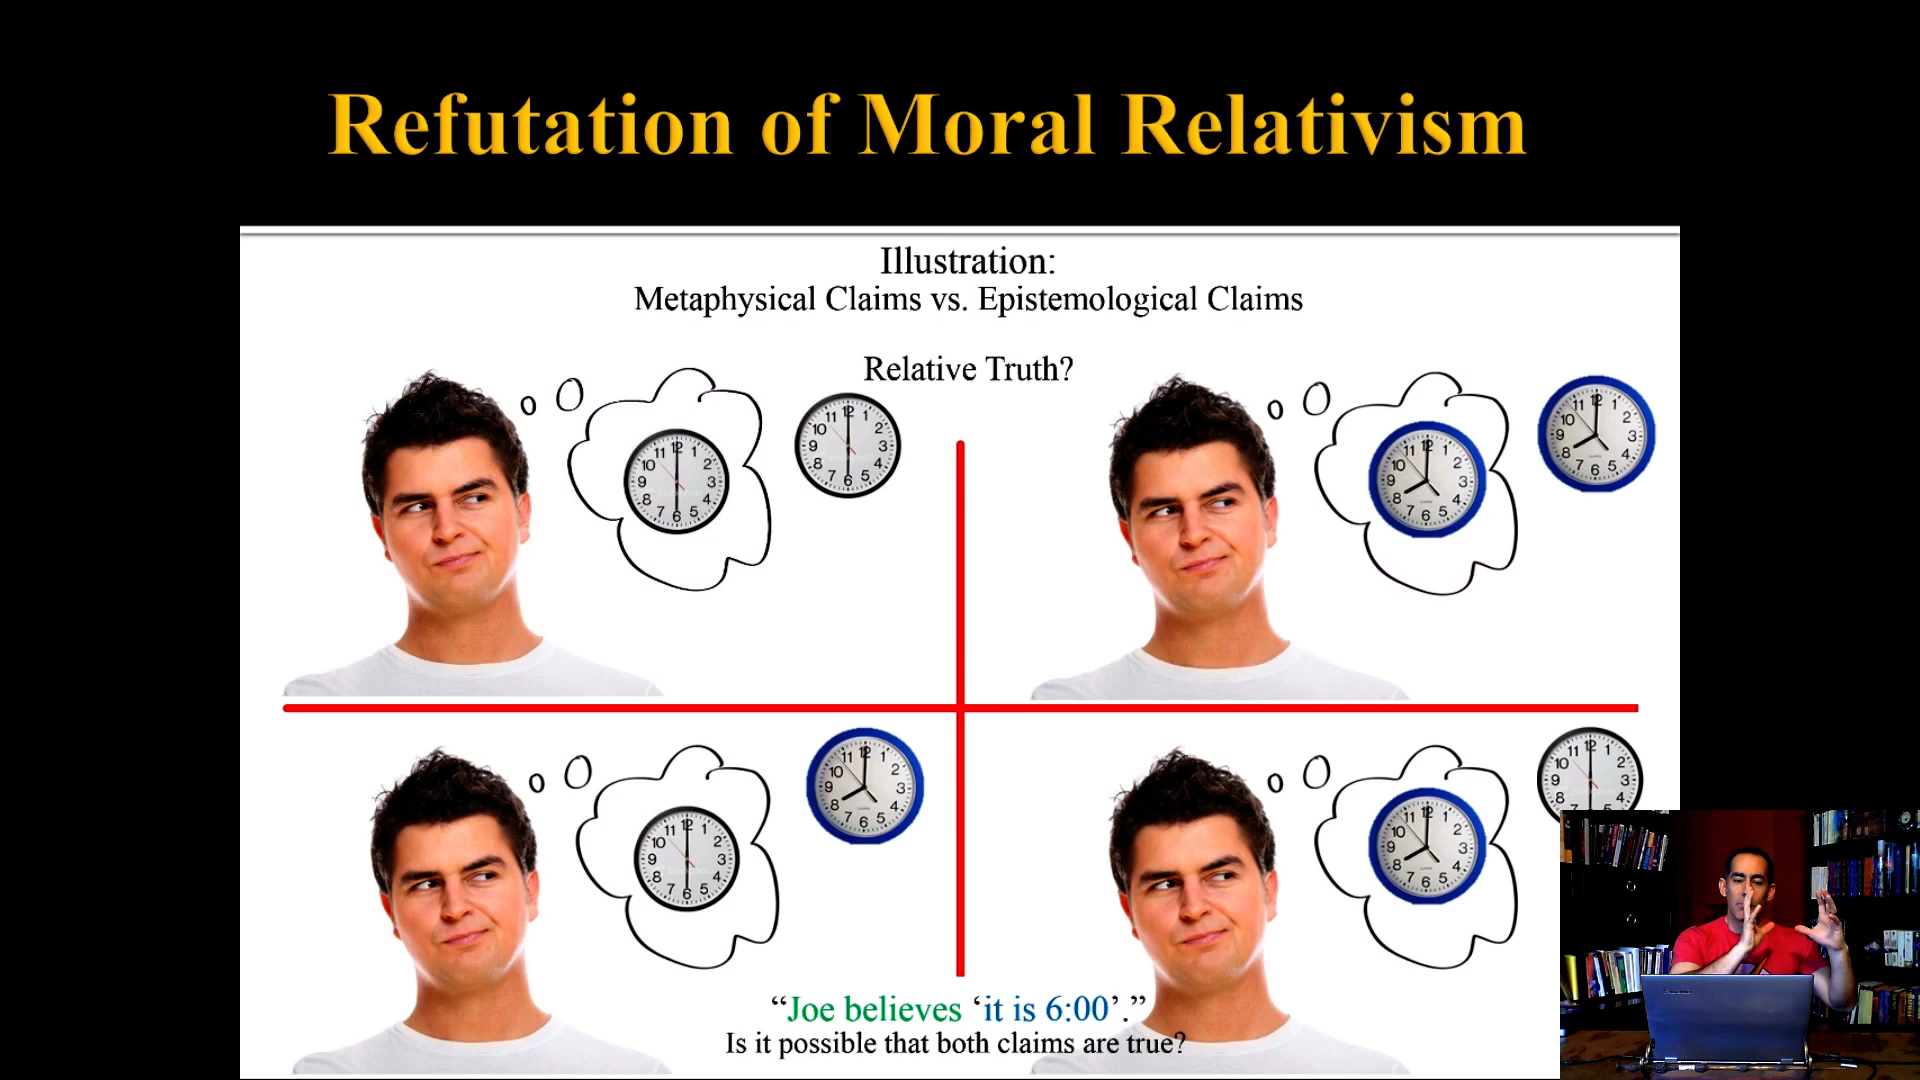 Refutation of Moral Relativism
Illustration:
Metaphysical Claims vs. Epistemological Claims
Relative Truth?
“Joe believes ‘it is 6:00’.”
Is it possible that both claims are true?